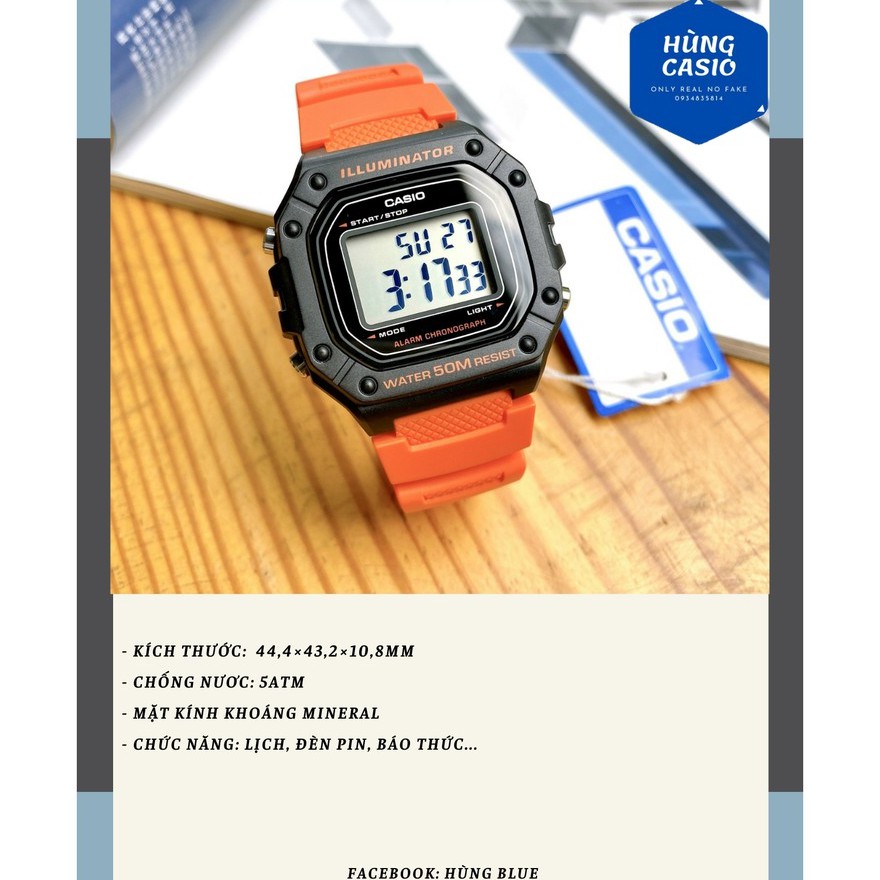 HÙNG
CASIO
ONLY REAL NO FAKE
0934835814
ILLUMINATOR
CASIO
START/STOP
SU 27
3:17 33
LIGHT
MODE
ALARM CHRONOGRAPH
WATER 50M RESIST
CASIO
- KÍCH THƯỚC: 44,4×43,2×10,8MM
- CHỐNG NƯƠC: 5ATM
- MẶT KÍNH KHOÁNG MINERAL
- CHỨC NĂNG: LỊCH, ĐÈN PIN, BÁO THỨC...
FACEBOOK: HÙNG BLUE